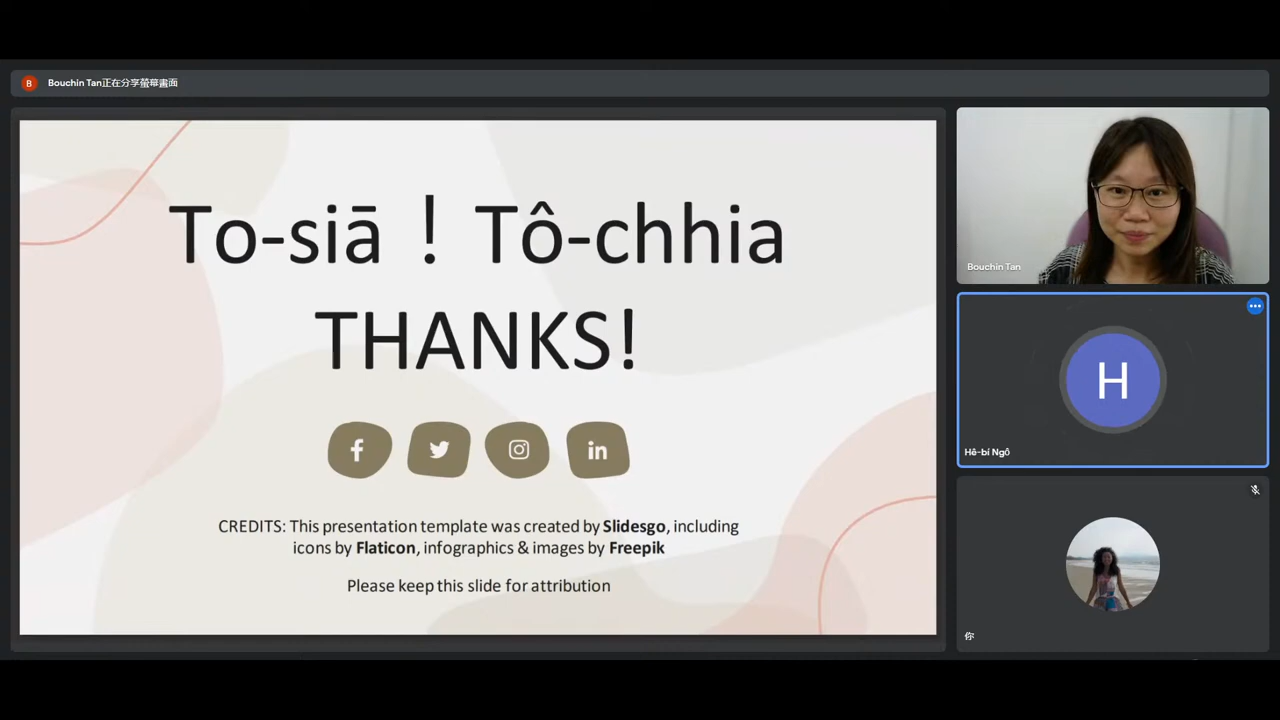 B
Bouchin Tan正在分享螢幕畫面
To-siā！Tô-chhia
THANKS!
f
in
CREDITS: This presentation template was created by Slidesgo, including
icons by Flaticon, infographics & images by Freepik
Please keep this slide for attribution
Bouchin Tan
H
Hê-bí Ngô
你